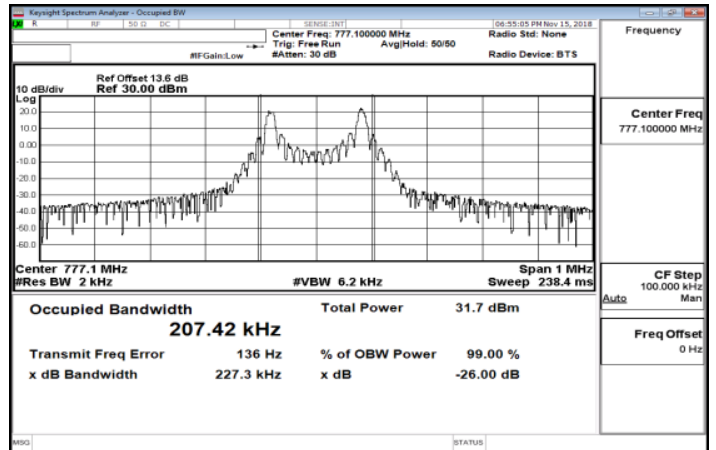 Keysight Spectrum Analyzer - Occupied BW
R RF 50 Ω DC SENSE:INT 06:55:05 PM Nov 15, 2018
Center Freq: 777.100000 MHz Radio Std: None
Trig: Free Run Avg|Hold: 50/50
#IFGain:Low #Atten: 30 dB Radio Device: BTS
Frequency
Ref Offset 13.6 dB
10 dB/div Ref 30.00 dBm
Log
20.0
10.0
0.00
-10.0
-20.0
-30.0
-40.0
-50.0
-60.0
Center Freq
777.100000 MHz
Center 777.1 MHz Span 1 MHz
#Res BW 2 kHz #VBW 6.2 kHz Sweep 238.4 ms
CF Step
100.000 kHz
Auto Man
Occupied Bandwidth Total Power 31.7 dBm
207.42 kHz
Transmit Freq Error 136 Hz % of OBW Power 99.00 %
x dB Bandwidth 227.3 kHz x dB -26.00 dB
Freq Offset
0 Hz
MSG STATUS